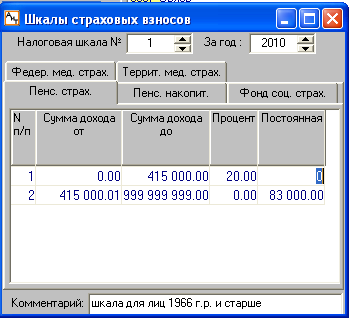 Шкалы страховых взносов
Налоговая шкала № 1 За год : 2010
Федер. мед. страх. Террит. мед. страх.
Пенс. страх. Пенс. накопит. Фонд соц. страх.
N п/п Сумма дохода от Сумма дохода до Процент Постоянная
1 0.00 415 000.00 20.00 0
2 415 000.01 999 999 999.00 0.00 83 000.00
Комментарий: шкала для лиц 1966 г.р. и старше